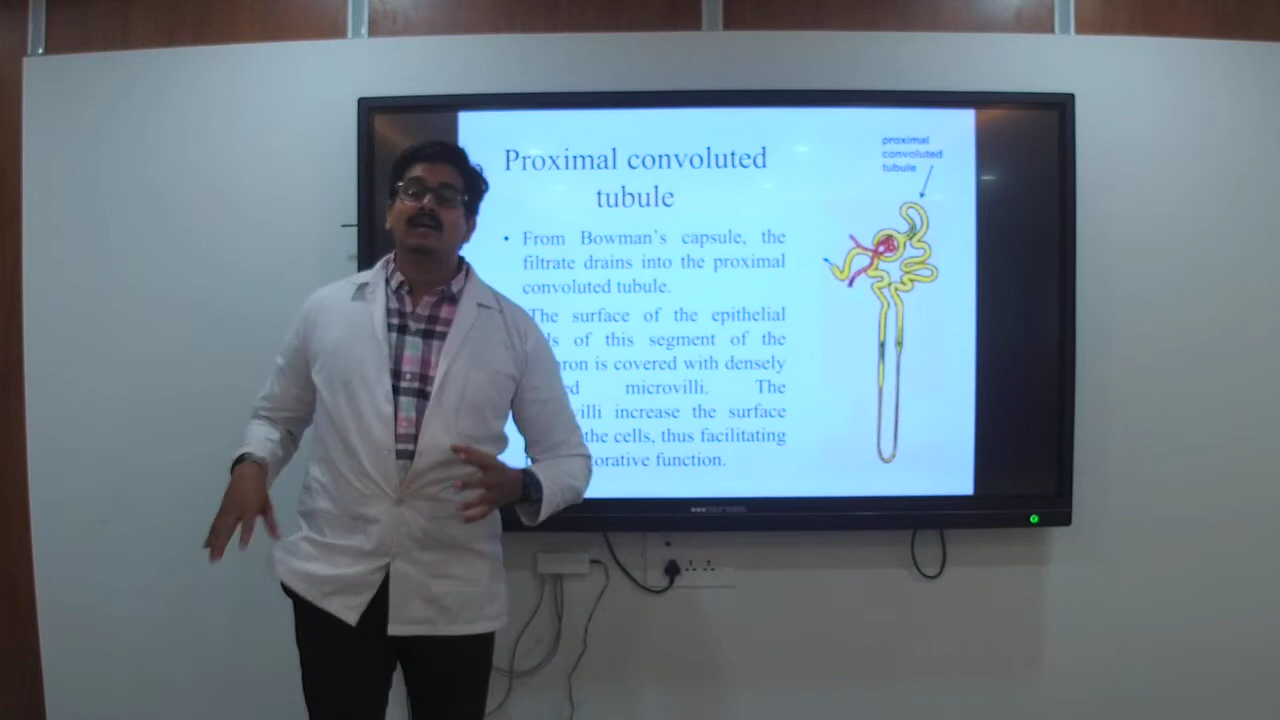 Proximal convoluted
tubule
• From Bowman's capsule, the
filtrate drains into the proximal
convoluted tubule.
The surface of the epithelial
of this segment of the
is covered with densely
microvilli. The
increase the surface
the cells, thus facilitating
function.
proximal
convoluted
tubule